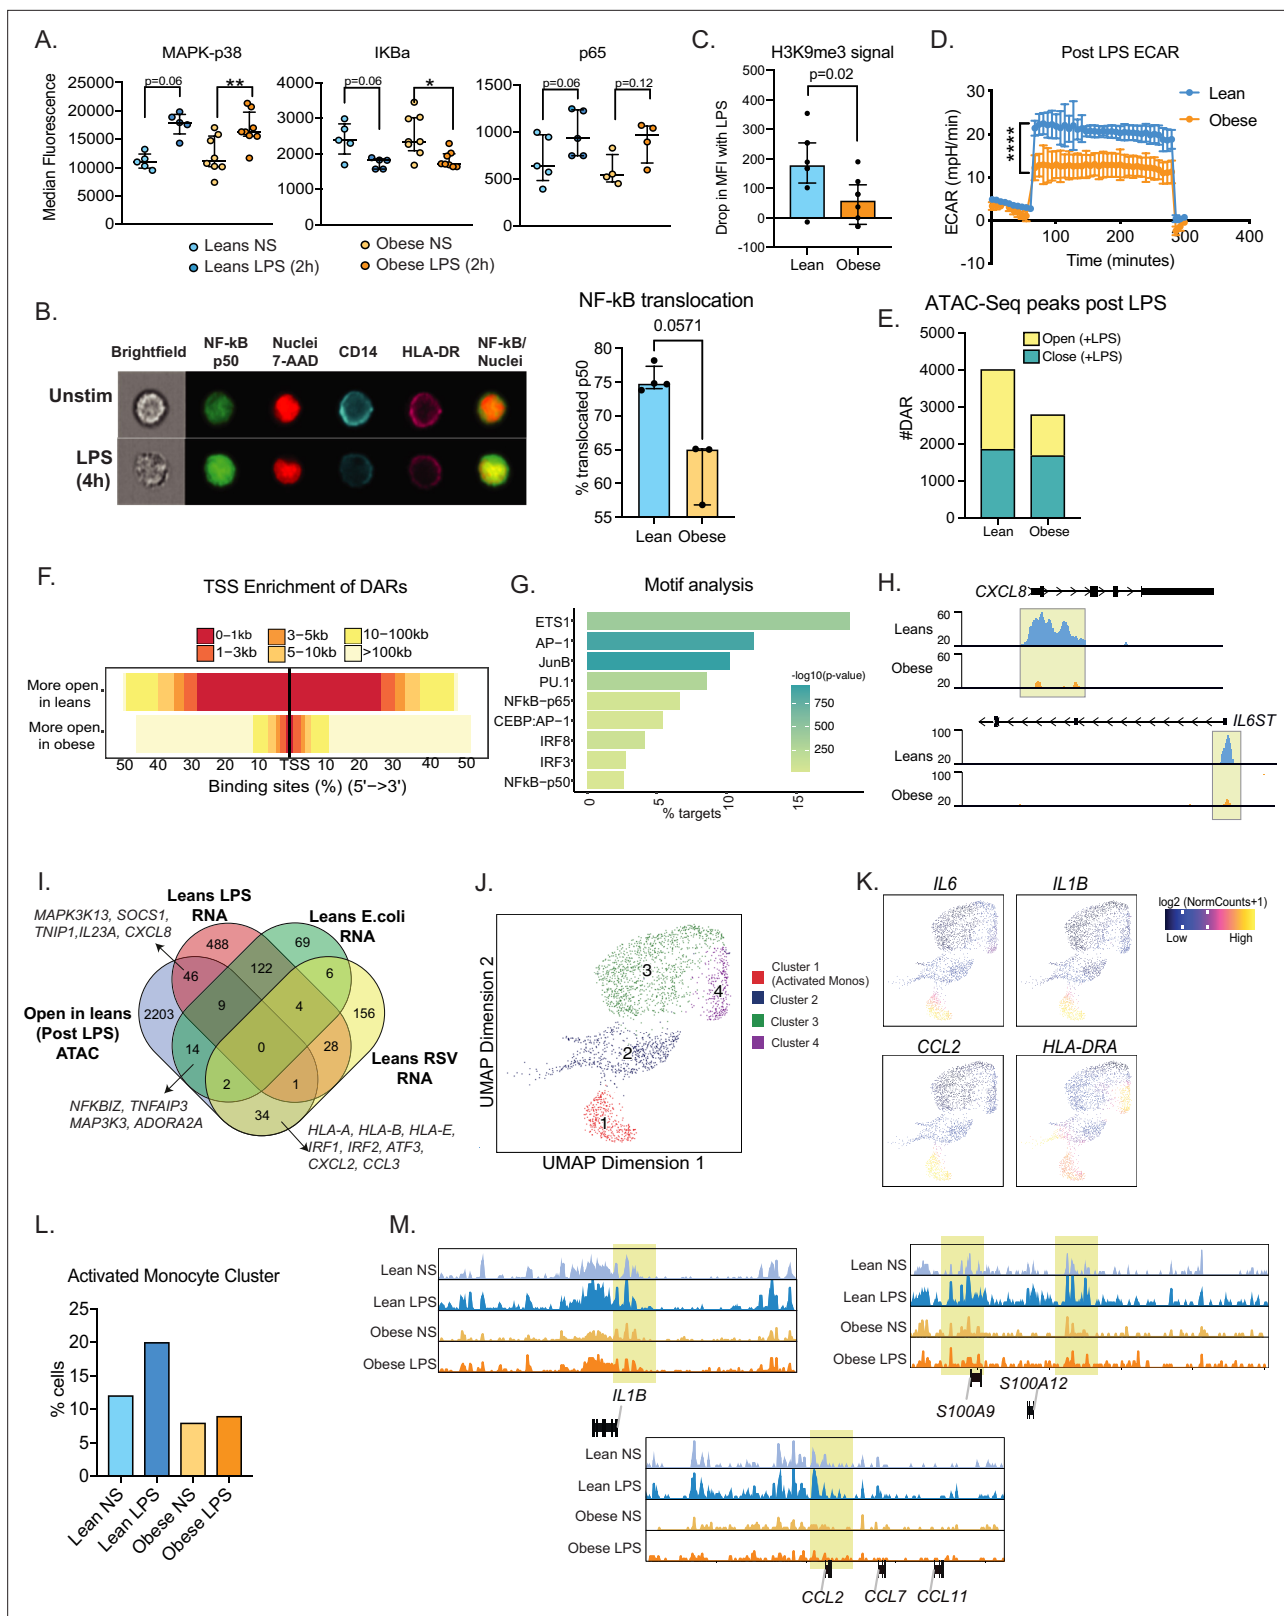 A.
MAPK-p38
IKBa
p65
Median Fluorescence
25000
20000
15000
10000
5000
0
p=0.06
**
4000
3000
2000
1000
0
p=0.06
*
1500
1000
500
0
p=0.06
p=0.12
Leans NS
Leans LPS (2h)
Obese NS
Obese LPS (2h)
C.
H3K9me3 signal
Drop in MFI with LPS
500
400
300
200
100
0
-100
p=0.02
Lean
Obese
D.
Post LPS ECAR
ECAR (mpH/min)
30
20
10
0
-10
****
Lean
Obese
100
200
300
400
Time (minutes)
B.
Brightfield
NF-kB p50
Nuclei 7-AAD
CD14
HLA-DR
NF-kB/ Nuclei
Unstim
LPS (4h)
NF-kB translocation
0.0571
% translocated p50
80
75
70
65
60
55
Lean
Obese
E.
ATAC-Seq peaks post LPS
#DAR
5000
4000
3000
2000
1000
0
Open (+LPS)
Close (+LPS)
Lean
Obese
F.
TSS Enrichment of DARs
0−1kb
3−5kb
10−100kb
1−3kb
5−10kb
>100kb
More open in leans
More open in obese
50 40 30 20 10 TSS 10 20 30 40 50
Binding sites (%) (5'->3')
G.
Motif analysis
ETS1
AP-1
JunB
PU.1
NFkB−p65
CEBP:AP−1
IRF8
IRF3
NFkB−p50
0
5
10
15
% targets
-log10(p-value)
750
500
250
H.
CXCL8
Leans
60
20
Obese
60
20
IL6ST
Leans
100
20
Obese
100
20
I.
Leans LPS RNA
Leans E.coli RNA
Open in leans (Post LPS) ATAC
Leans RSV RNA
MAPK3K13, SOCS1, TNIP1,IL23A, CXCL8
488
69
46
122
6
2203
9
4
156
14
0
28
2
1
34
NFKBIZ, TNFAIP3 MAP3K3, ADORA2A
HLA-A, HLA-B, HLA-E, IRF1, IRF2, ATF3, CXCL2, CCL3
J.
UMAP Dimension 2
UMAP Dimension 1
3
4
2
1
Cluster 1 (Activated Monos)
Cluster 2
Cluster 3
Cluster 4
K.
IL6
IL1B
CCL2
HLA-DRA
log2 (NormCounts+1)
Low
High
L.
Activated Monocyte Cluster
% cells
25
20
15
10
5
0
Lean NS
Lean LPS
Obese NS
Obese LPS
M.
Lean NS
Lean LPS
Obese NS
Obese LPS
IL1B
Lean NS
Lean LPS
Obese NS
Obese LPS
S100A9
S100A12
Lean NS
Lean LPS
Obese NS
Obese LPS
CCL2
CCL7
CCL11